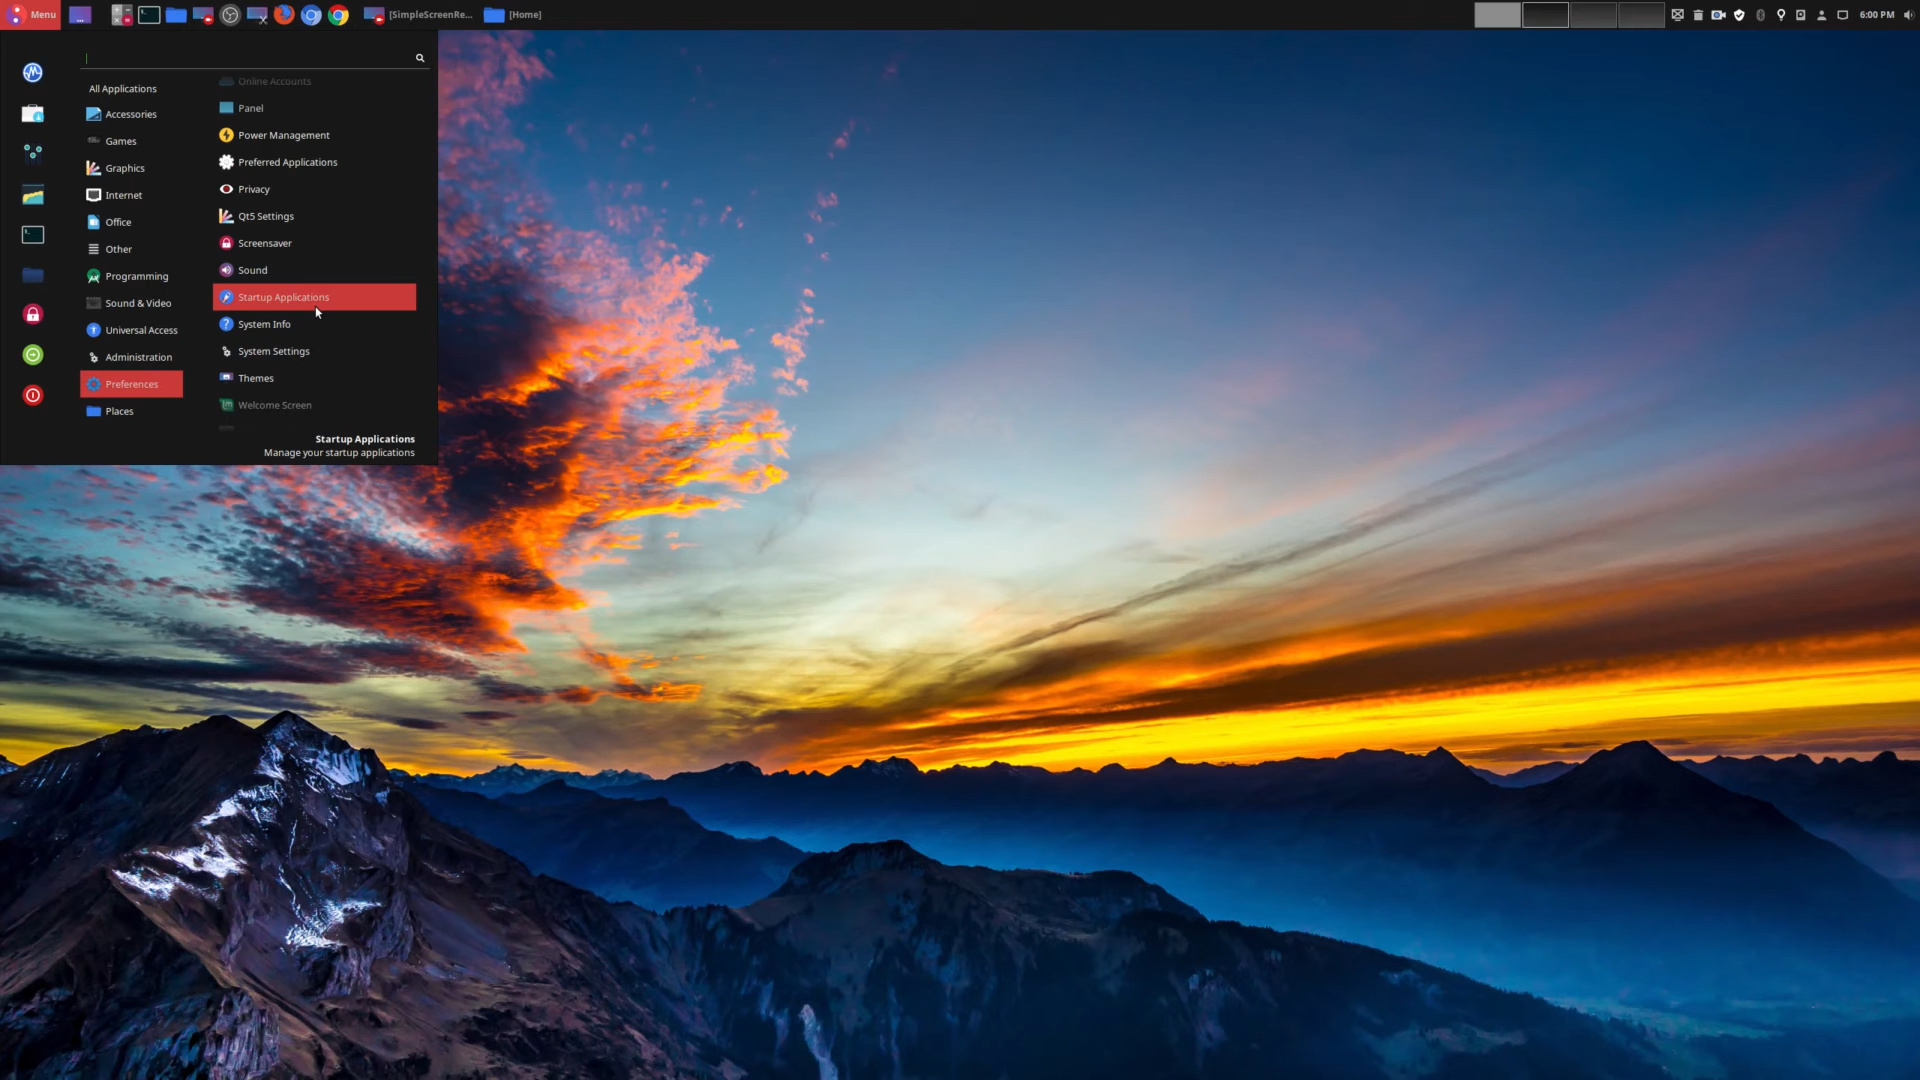 Menu
[SimpleScreenRe...
[Home]
6:00 PM
All Applications
Accessories
Games
Graphics
Internet
Office
Other
Programming
Sound & Video
Universal Access
Administration
Preferences
Places
Online Accounts
Panel
Power Management
Preferred Applications
Privacy
Qt5 Settings
Screensaver
Sound
Startup Applications
System Info
System Settings
Themes
Welcome Screen
Startup Applications
Manage your startup applications